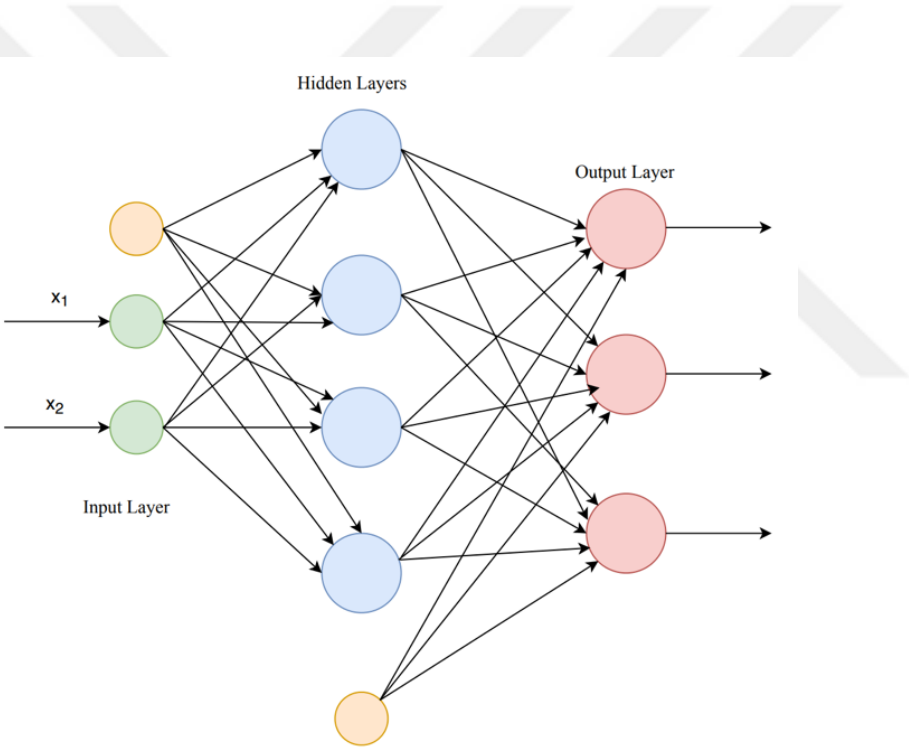 Hidden Layers
Output Layer
x₁
x₂
Input Layer